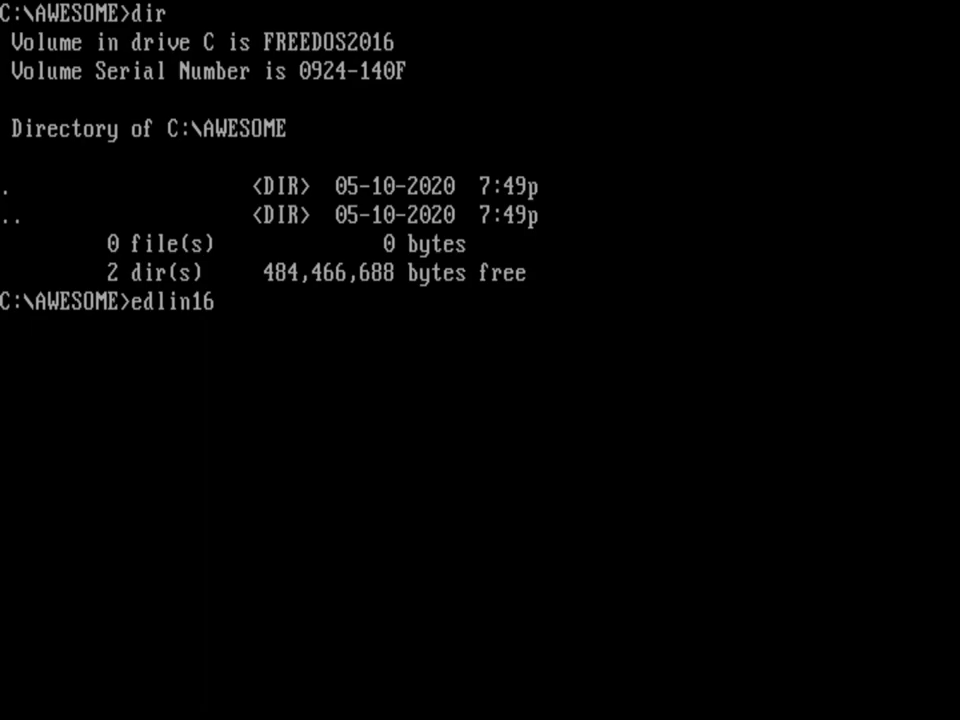 C:\AWESOME>dir
Volume in drive C is FREEDOS2016
Volume Serial Number is 0924-140F
Directory of C:\AWESOME
. <DIR> 05-10-2020 7:49p
.. <DIR> 05-10-2020 7:49p
0 file(s) 0 bytes
2 dir(s) 484,466,688 bytes free
C:\AWESOME>edlin16